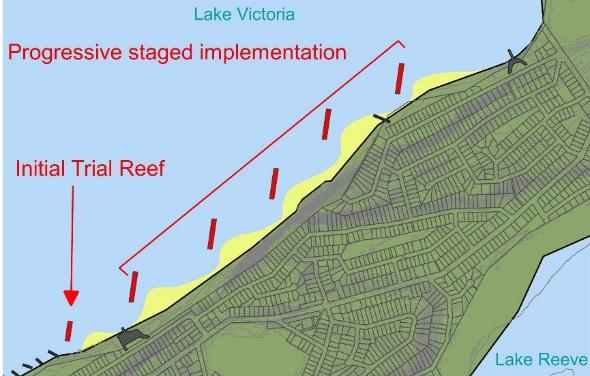 Lake Victoria
Progressive staged implementation
Initial Trial Reef
Lake Reeve